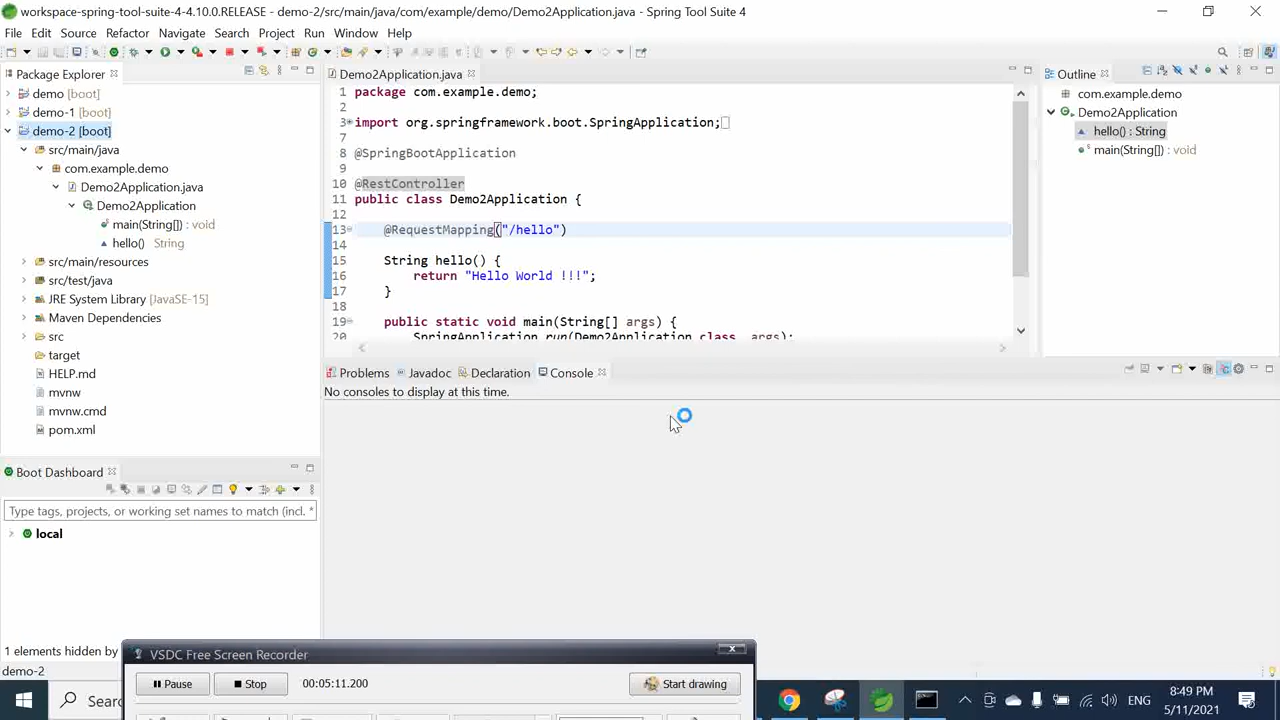 workspace-spring-tool-suite-4-4.10.0.RELEASE - demo-2/src/main/java/com/example/demo/Demo2Application.java - Spring Tool Suite 4
File Edit Source Refactor Navigate Search Project Run Window Help
Package Explorer
demo [boot]
demo-1 [boot]
demo-2 [boot]
src/main/java
com.example.demo
Demo2Application.java
Demo2Application
main(String[]) : void
hello() String
src/main/resources
src/test/java
JRE System Library [JavaSE-15]
Maven Dependencies
src
target
HELP.md
mvnw
mvnw.cmd
pom.xml
Demo2Application.java
1 package com.example.demo;
2
3 import org.springframework.boot.SpringApplication;
8 @SpringBootApplication
9
10 @RestController
11 public class Demo2Application {
12
13 @RequestMapping("/hello")
14
15 String hello() {
16 return "Hello World !!!";
17 }
18
19 public static void main(String[] args) {
20 SpringApplication.run(Demo2Application.class, args);
Outline
com.example.demo
Demo2Application
hello() : String
main(String[]) : void
Problems Javadoc Declaration Console
No consoles to display at this time.
Boot Dashboard
Type tags, projects, or working set names to match (incl. *
local
1 elements hidden by
demo-2
VSDC Free Screen Recorder
Pause Stop 00:05:11.200 Start drawing
Searc
ENG
8:49 PM
5/11/2021